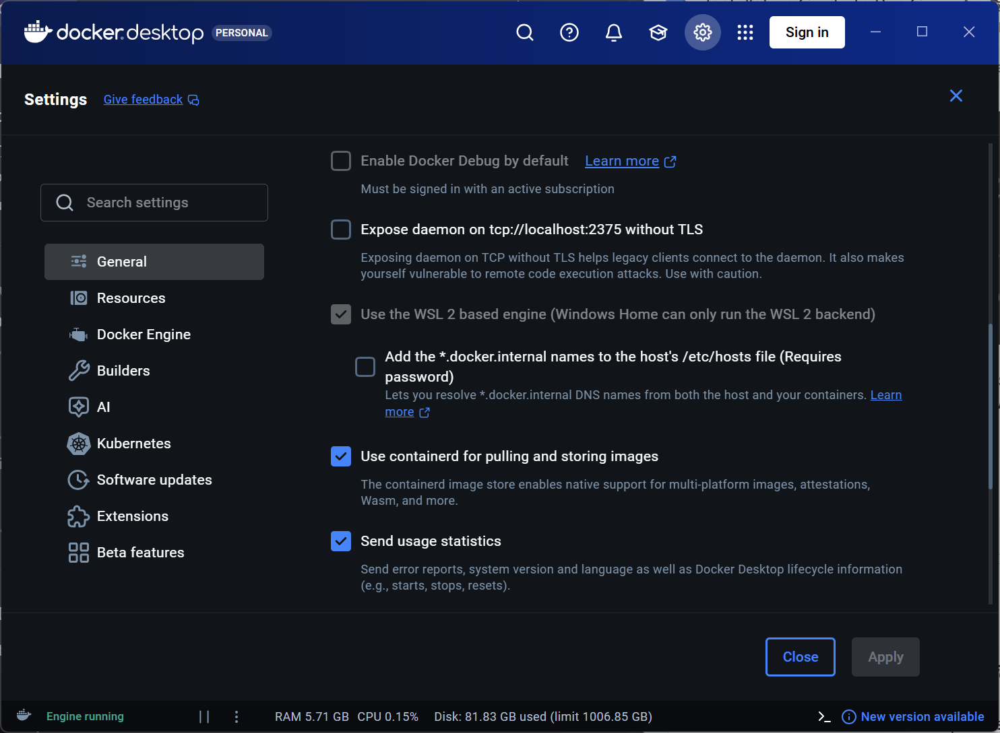 docker desktop PERSONAL
Sign in
Settings
Give feedback
Search settings
General
Resources
Docker Engine
Builders
AI
Kubernetes
Software updates
Extensions
Beta features
Enable Docker Debug by default Learn more
Must be signed in with an active subscription
Expose daemon on tcp://localhost:2375 without TLS
Exposing daemon on TCP without TLS helps legacy clients connect to the daemon. It also makes
yourself vulnerable to remote code execution attacks. Use with caution.
Use the WSL 2 based engine (Windows Home can only run the WSL 2 backend)
Add the *.docker.internal names to the host's /etc/hosts file (Requires
password)
Lets you resolve *.docker.internal DNS names from both the host and your containers. Learn
more
Use containerd for pulling and storing images
The containerd image store enables native support for multi-platform images, attestations,
Wasm, and more.
Send usage statistics
Send error reports, system version and language as well as Docker Desktop lifecycle information
(e.g., starts, stops, resets).
Close
Apply
Engine running
RAM 5.71 GB CPU 0.15% Disk: 81.83 GB used (limit 1006.85 GB)
New version available